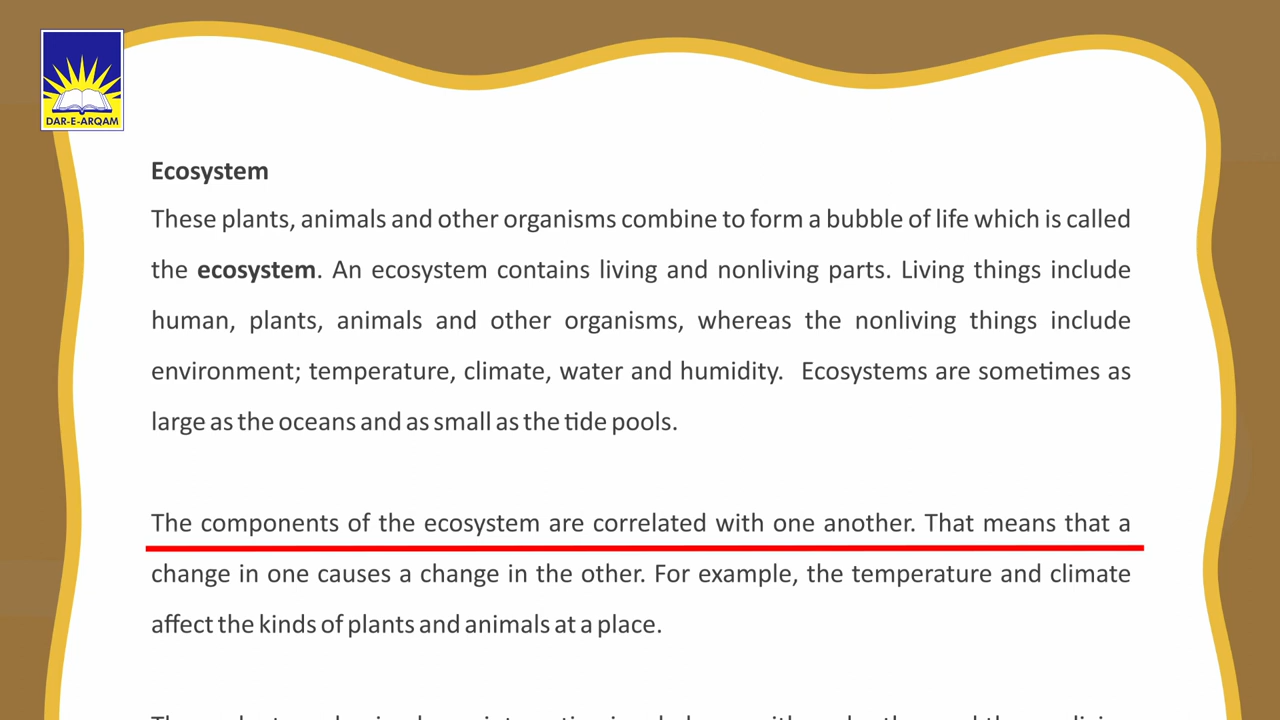 DAR-E-ARQAM
Ecosystem
These plants, animals and other organisms combine to form a bubble of life which is called
the ecosystem. An ecosystem contains living and nonliving parts. Living things include
human, plants, animals and other organisms, whereas the nonliving things include
environment; temperature, climate, water and humidity. Ecosystems are sometimes as
large as the oceans and as small as the tide pools.
The components of the ecosystem are correlated with one another. That means that a
change in one causes a change in the other. For example, the temperature and climate
affect the kinds of plants and animals at a place.